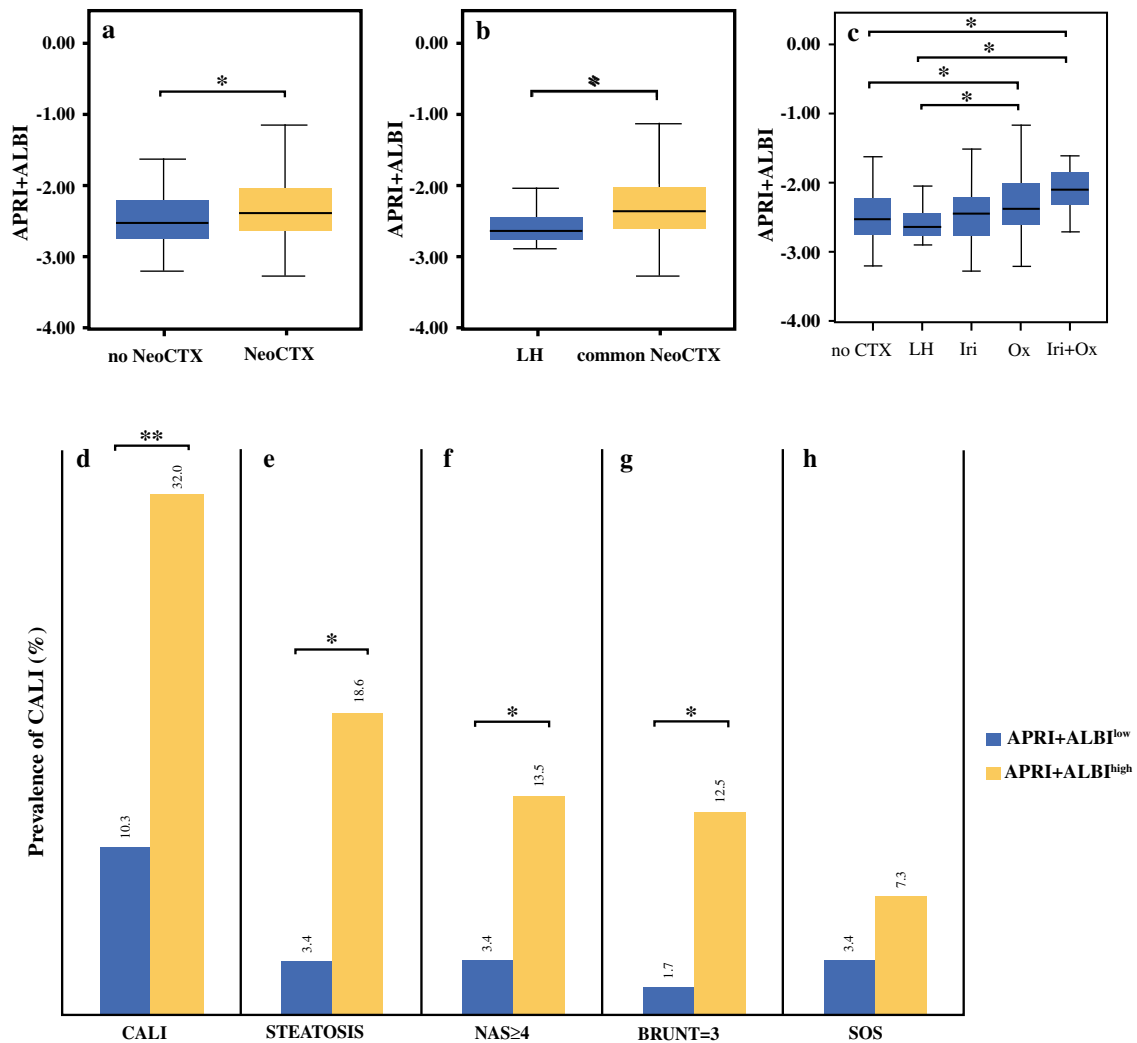 a
0.00
-1.00
-2.00
-3.00
-4.00
APRI+ALBI
*
no NeoCTX NeoCTX
b
0.00
-1.00
-2.00
-3.00
-4.00
APRI+ALBI
*
LH common NeoCTX
c
0.00
-1.00
-2.00
-3.00
-4.00
APRI+ALBI
*
*
*
*
no CTX LH Iri Ox Iri+Ox
Prevalence of CALI (%)
d
**
10.3
32.0
CALI
e
*
3.4
18.6
STEATOSIS
f
*
3.4
13.5
NAS≥4
g
*
1.7
12.5
BRUNT=3
h
3.4
7.3
SOS
APRI+ALBIlow
APRI+ALBIhigh